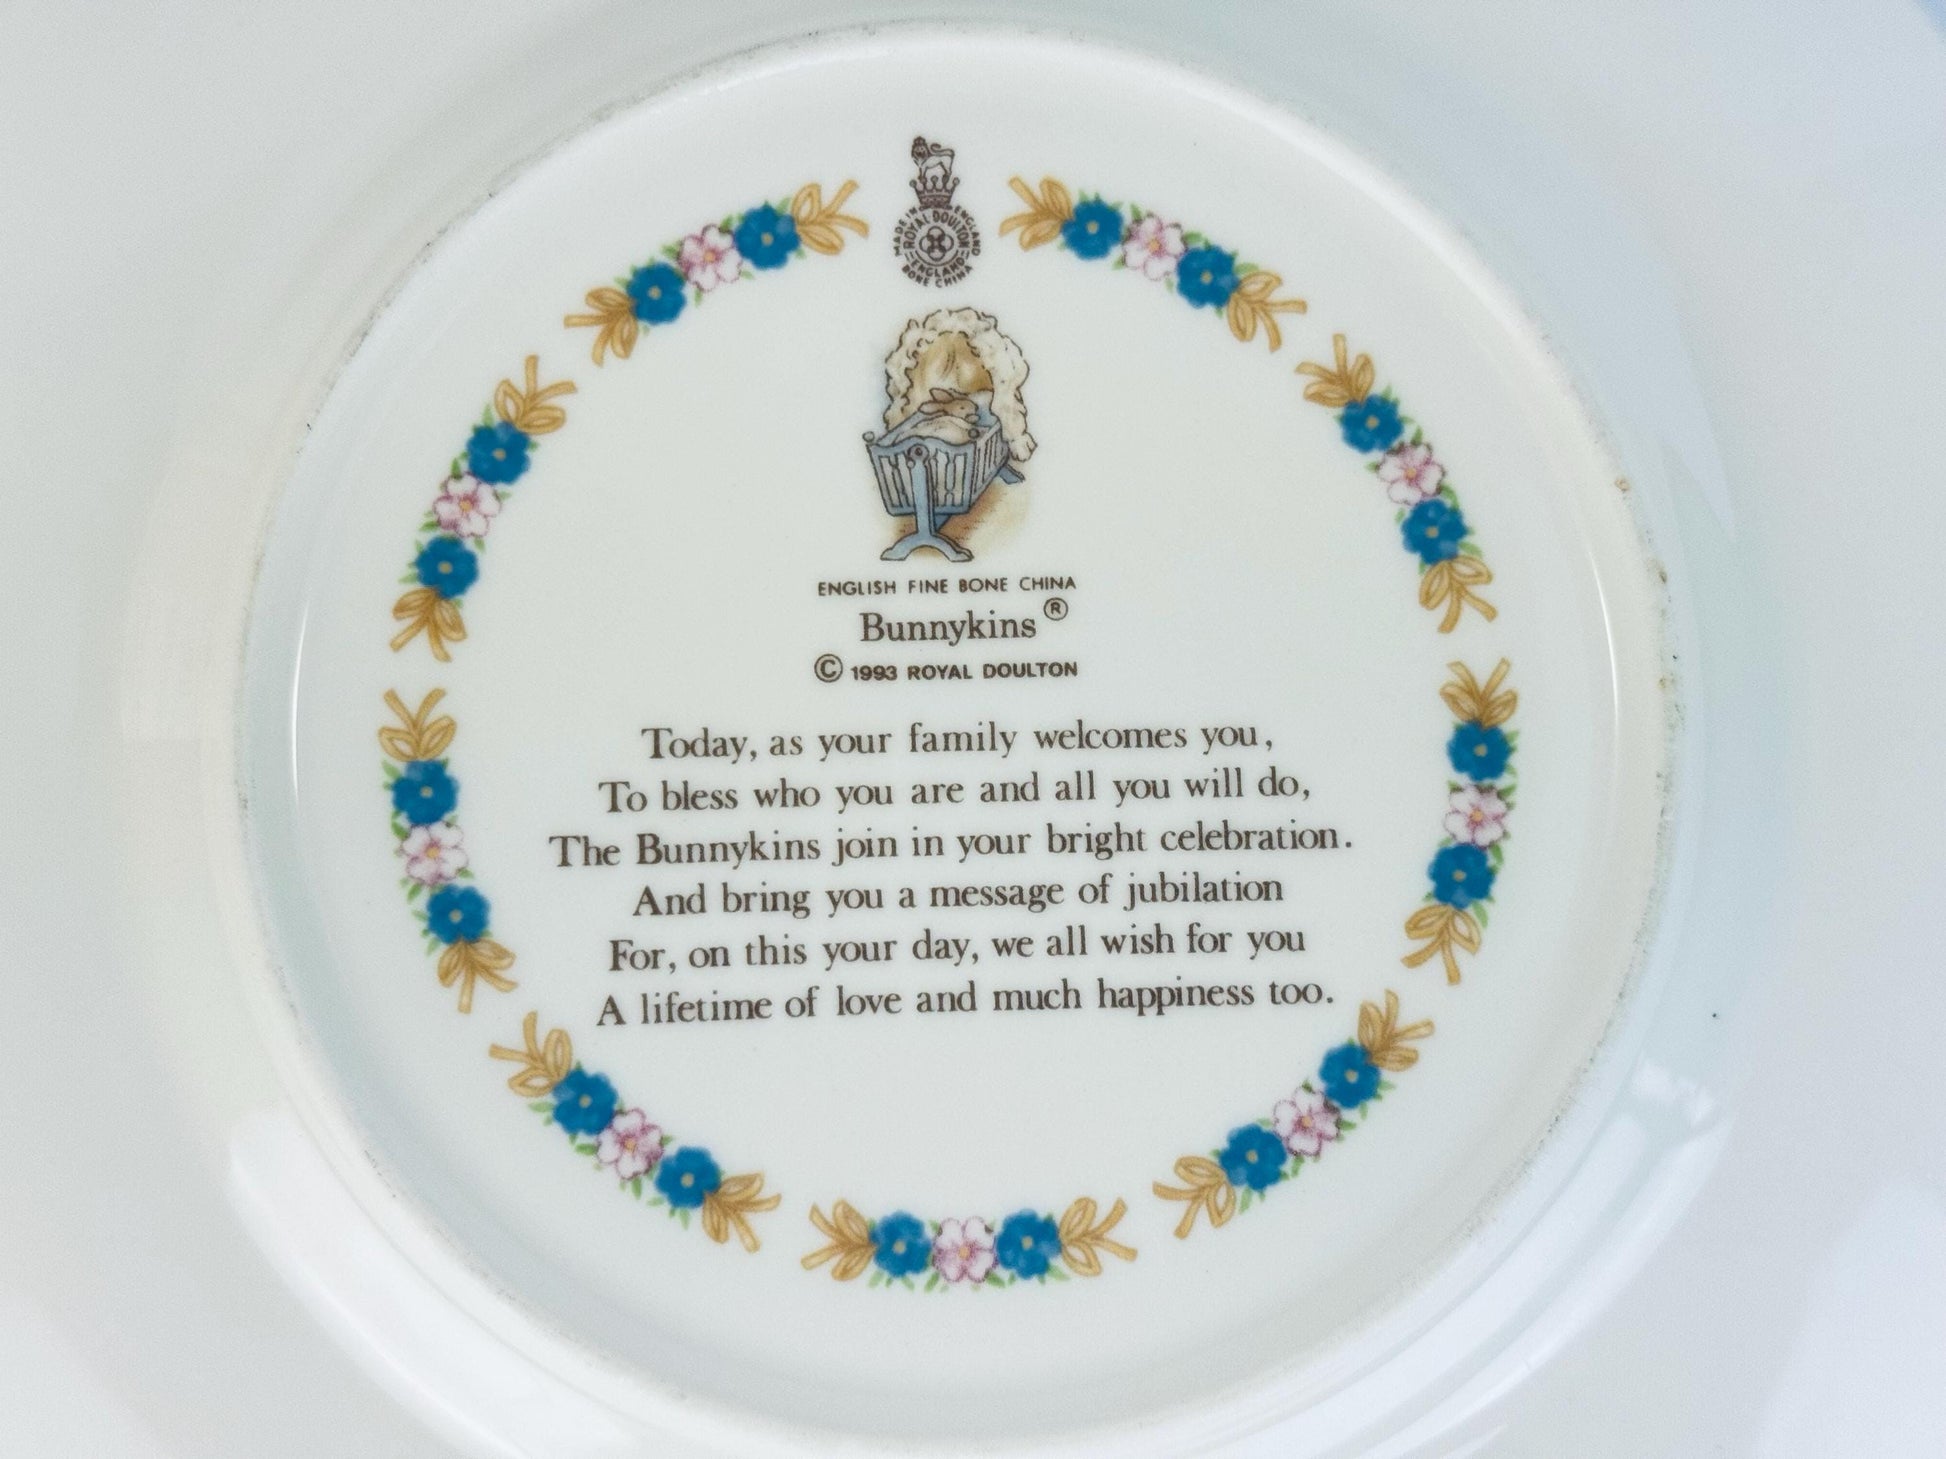 MADE IN ENGLAND
ROYAL DOULTON
ENGLAND
BONE CHINA
ENGLISH FINE BONE CHINA
Bunnykins ®
© 1993 ROYAL DOULTON
Today, as your family welcomes you,
To bless who you are and all you will do,
The Bunnykins join in your bright celebration.
And bring you a message of jubilation
For, on this your day, we all wish for you
A lifetime of love and much happiness too.